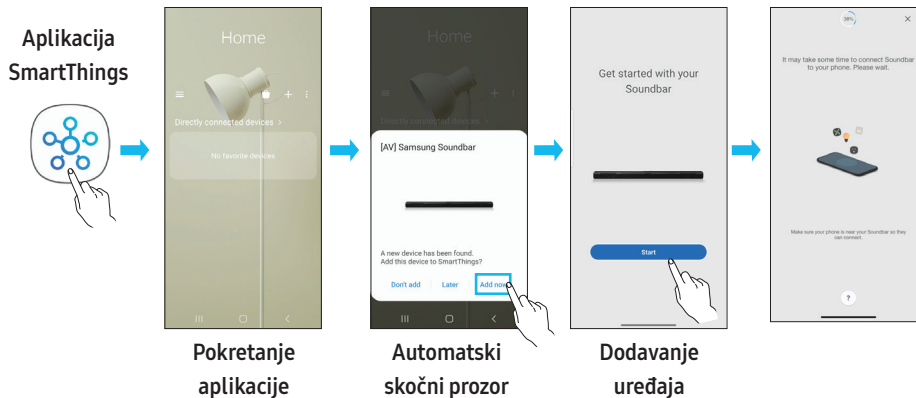 Aplikacija
SmartThings
Home
Directly connected devices >
No favorite devices
Pokretanje
aplikacije
Home
Directly connected devices >
[AV] Samsung Soundbar
A new device has been found.
Add this device to SmartThings?
Don't add Later Add now
Automatski
skočni prozor
Get started with your
Soundbar
Start
Dodavanje
uređaja
38%
It may take some time to connect Soundbar
to your phone. Please wait.
Make sure your phone is near your Soundbar so they
can connect.
?